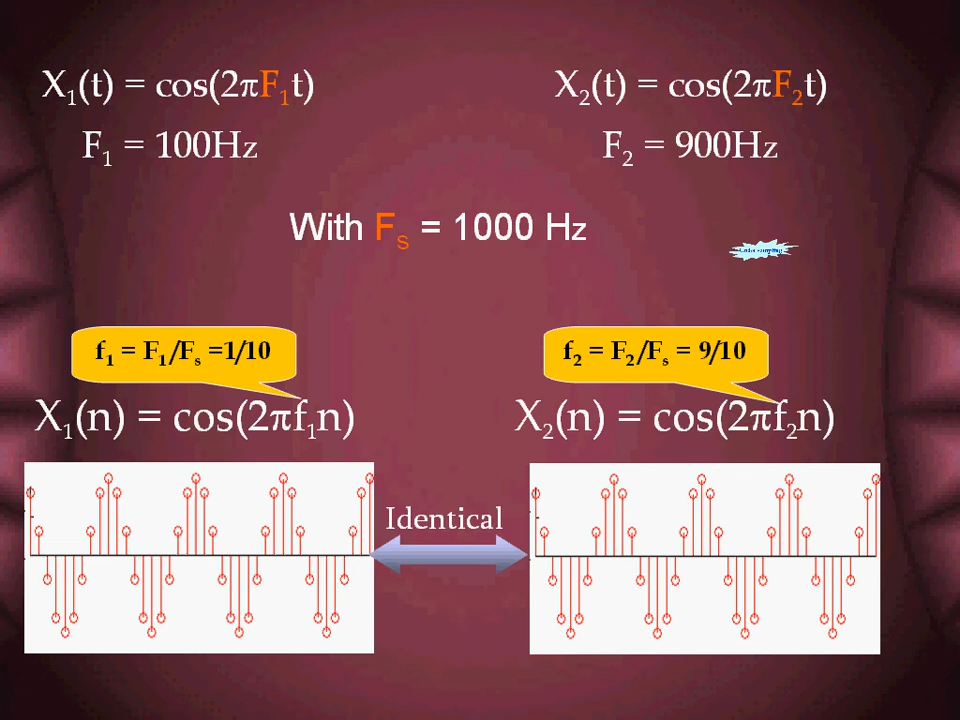 X₁(t) = cos(2πF₁t)
X₂(t) = cos(2πF₂t)
F₁ = 100Hz
F₂ = 900Hz
With Fₛ = 1000 Hz
f₁ = F₁/Fₛ =1/10
f₂ = F₂/Fₛ = 9/10
X₁(n) = cos(2πf₁n)
X₂(n) = cos(2πf₂n)
Identical